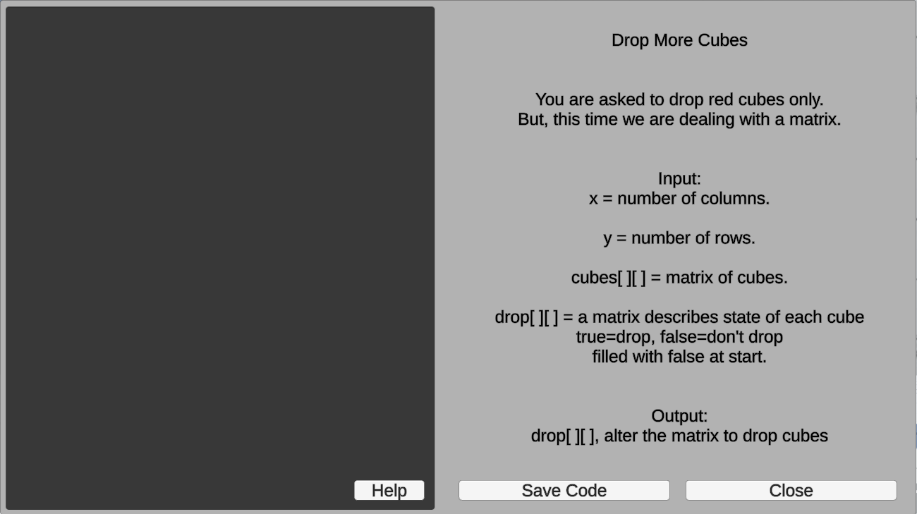 Drop More Cubes
You are asked to drop red cubes only.
But, this time we are dealing with a matrix.
Input:
x = number of columns.
y = number of rows.
cubes[ ][ ] = matrix of cubes.
drop[ ][ ] = a matrix describes state of each cube
true=drop, false=don't drop
filled with false at start.
Output:
drop[ ][ ], alter the matrix to drop cubes
Help
Save Code
Close